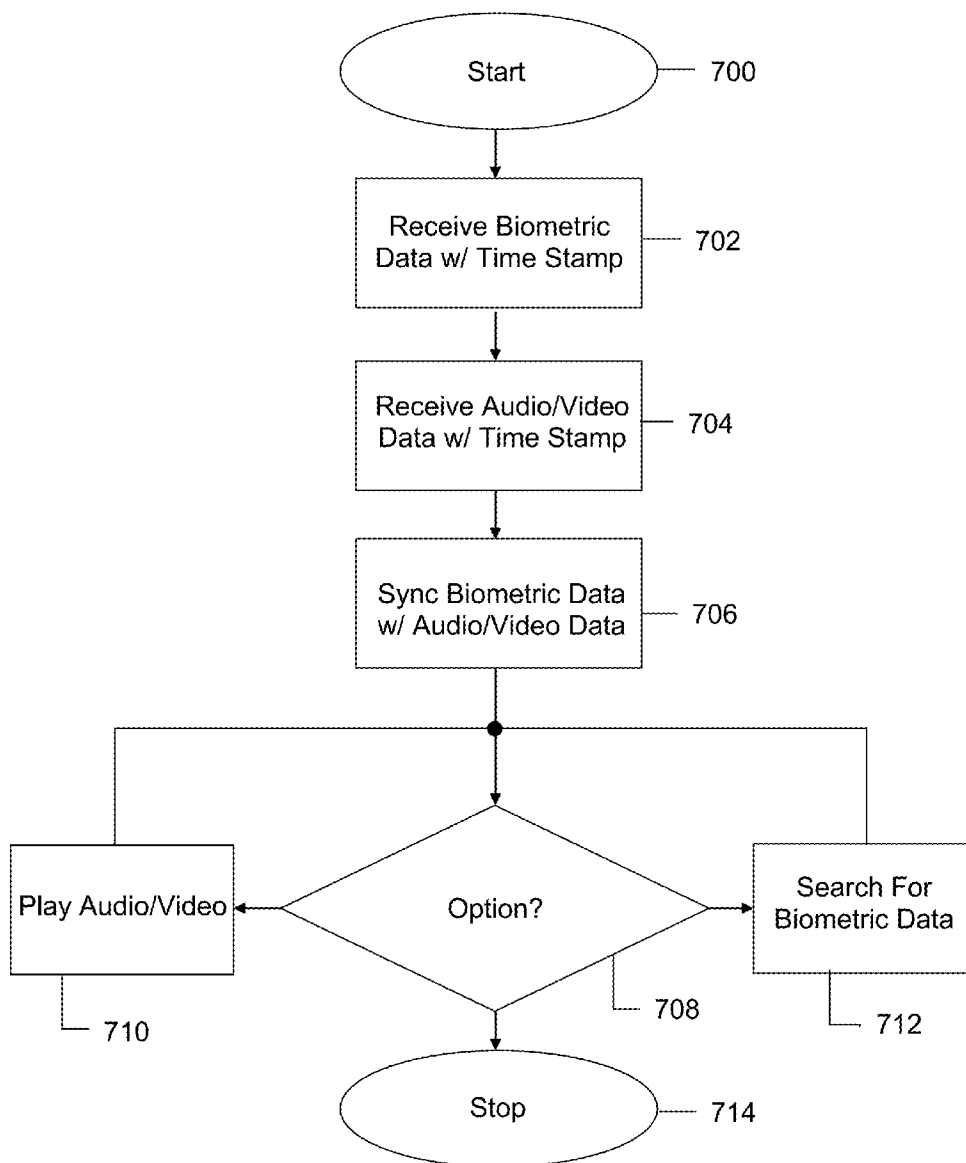 Start
700
Receive Biometric
Data w/ Time Stamp
702
Receive Audio/Video
Data w/ Time Stamp
704
Sync Biometric Data
w/ Audio/Video Data
706
Play Audio/Video
710
Option?
708
Search For
Biometric Data
712
Stop
714